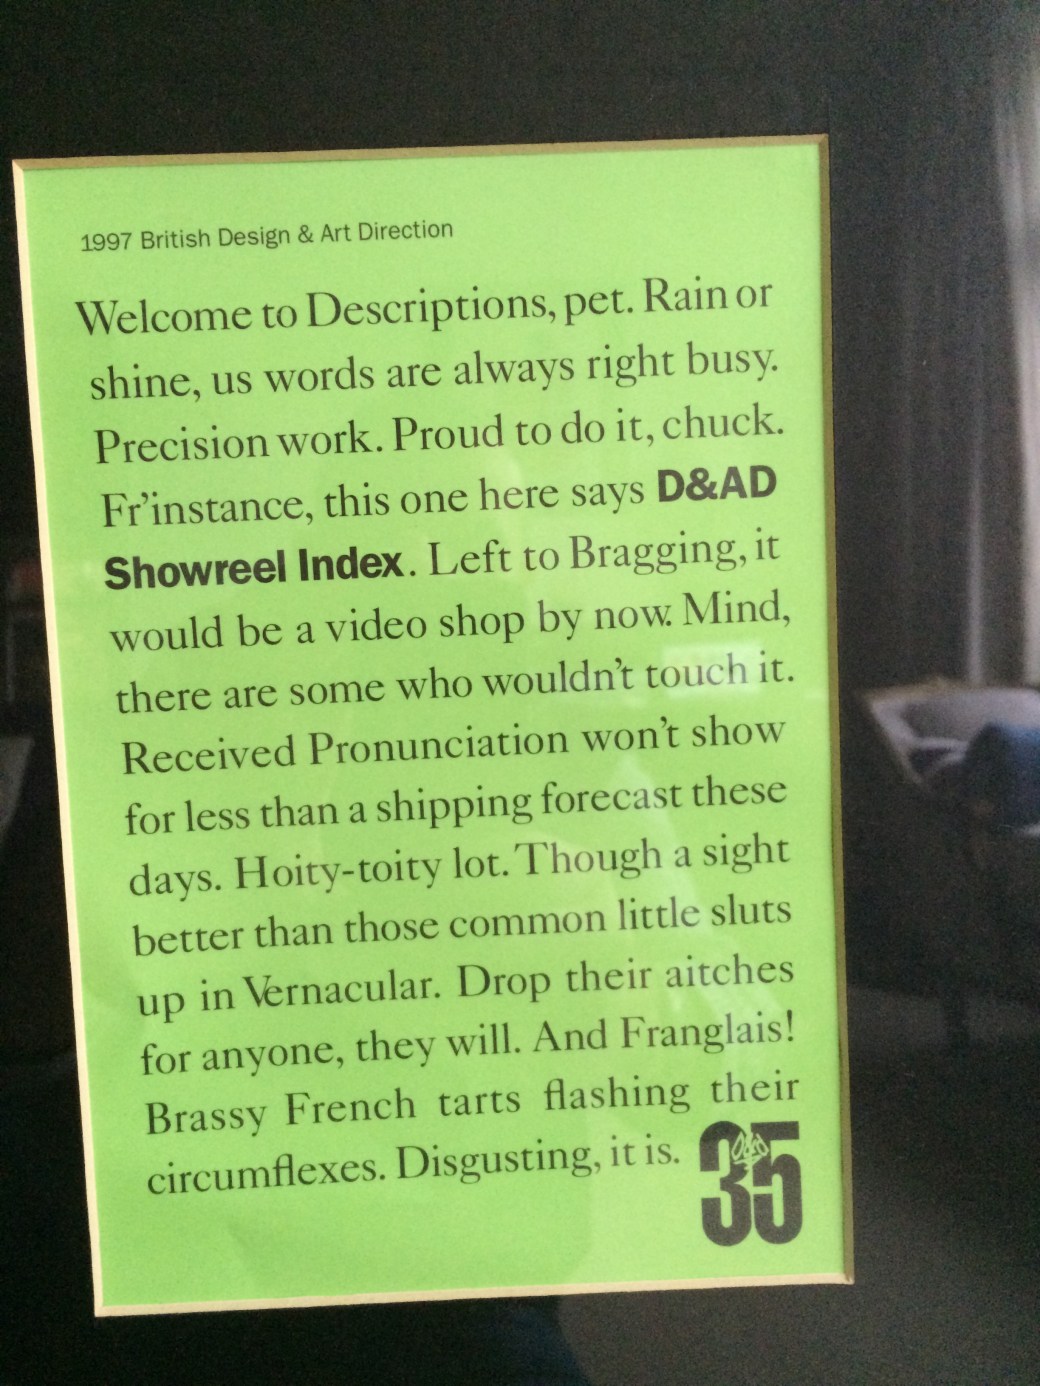 1997 British Design & Art Direction
Welcome to Descriptions, pet. Rain or
shine, us words are always right busy.
Precision work. Proud to do it, chuck.
Fr’instance, this one here says D&AD
Showreel Index. Left to Bragging, it
would be a video shop by now. Mind,
there are some who wouldn’t touch it.
Received Pronunciation won’t show
for less than a shipping forecast these
days. Hoity-toity lot. Though a sight
better than those common little sluts
up in Vernacular. Drop their aitches
for anyone, they will. And Franglais!
Brassy French tarts flashing their
circumflexes. Disgusting, it is.
D&AD
35